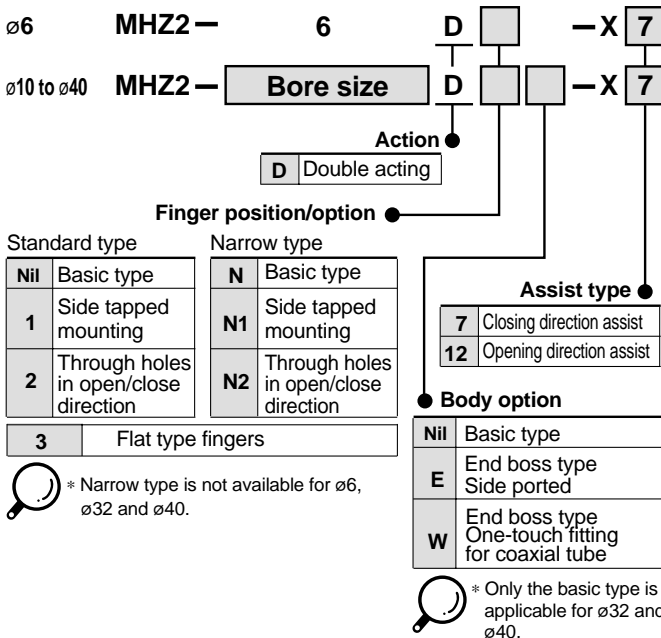 ø6 MHZ2 — 6 D — X 7
ø10 to ø40 MHZ2 — Bore size D — X 7
Action
D Double acting
Finger position/option
Standard type
Nil Basic type
1 Side tapped
mounting
2 Through holes
in open/close
direction
Narrow type
N Basic type
N1 Side tapped
mounting
N2 Through holes
in open/close
direction
3 Flat type fingers
* Narrow type is not available for ø6,
ø32 and ø40.
Assist type
7 Closing direction assist
12 Opening direction assist
Body option
Nil Basic type
E End boss type
Side ported
W End boss type
One-touch fitting
for coaxial tube
* Only the basic type is
applicable for ø32 and
ø40.